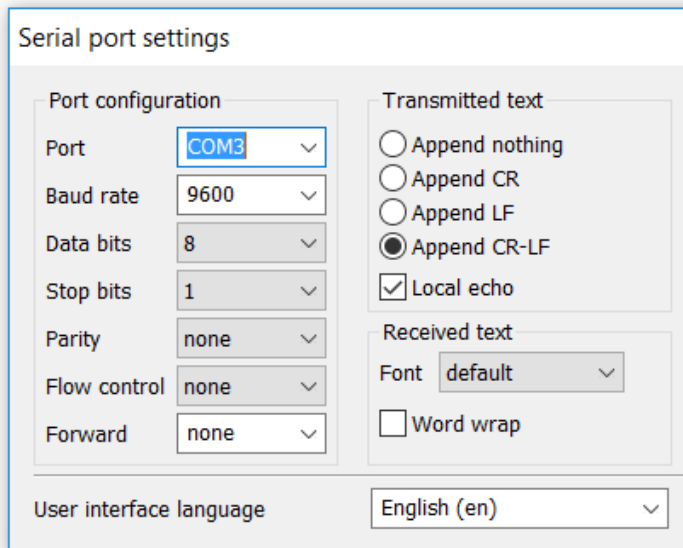 Serial port settings
Port configuration
Port COM3
Baud rate 9600
Data bits 8
Stop bits 1
Parity none
Flow control none
Forward none
Transmitted text
Append nothing
Append CR
Append LF
Append CR-LF
Local echo
Received text
Font default
Word wrap
User interface language English (en)